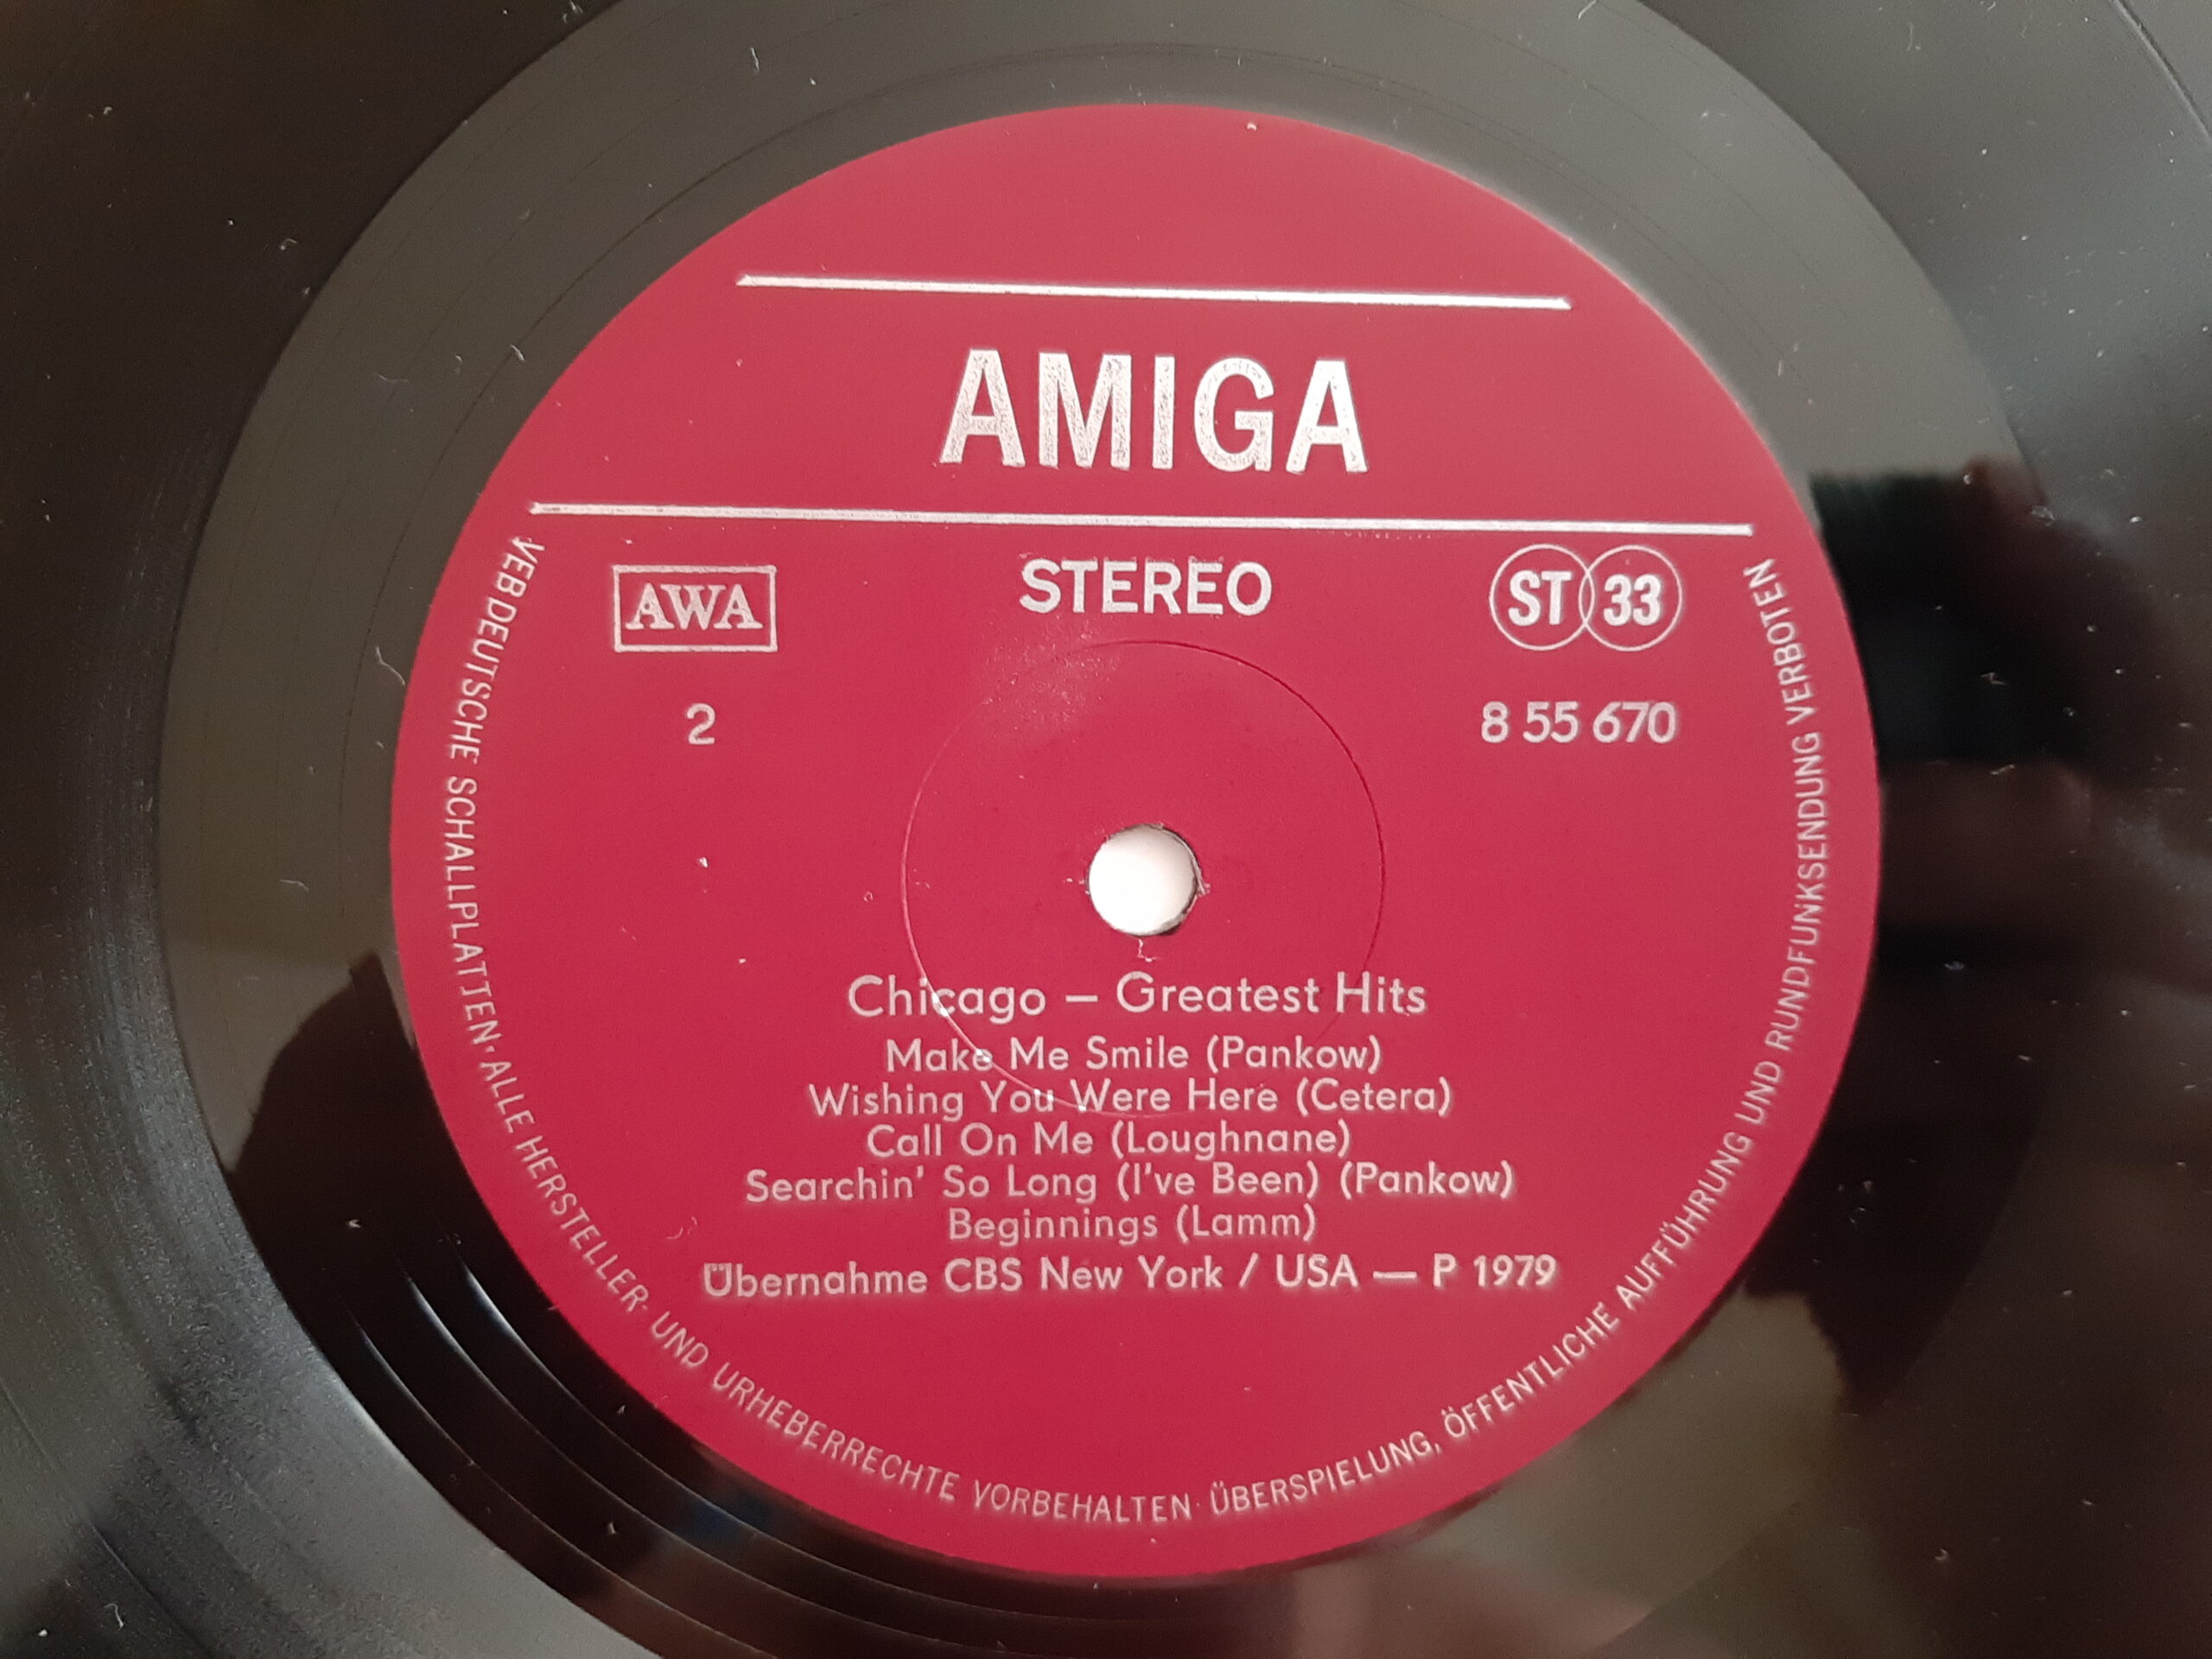 AMIGA
AWA
STEREO
ST 33
2
8 55 670
Chicago — Greatest Hits
Make Me Smile (Pankow)
Wishing You Were Here (Cetera)
Call On Me (Loughnane)
Searchin' So Long (I've Been) (Pankow)
Beginnings (Lamm)
Übernahme CBS New York / USA — P 1979
VEB DEUTSCHE SCHALLPLATTEN · ALLE HERSTELLER- UND URHEBERRECHTE VORBEHALTEN · ÜBERSPIELUNG, ÖFFENTLICHE AUFFÜHRUNG UND RUNDFUNKSENDUNG VERBOTEN